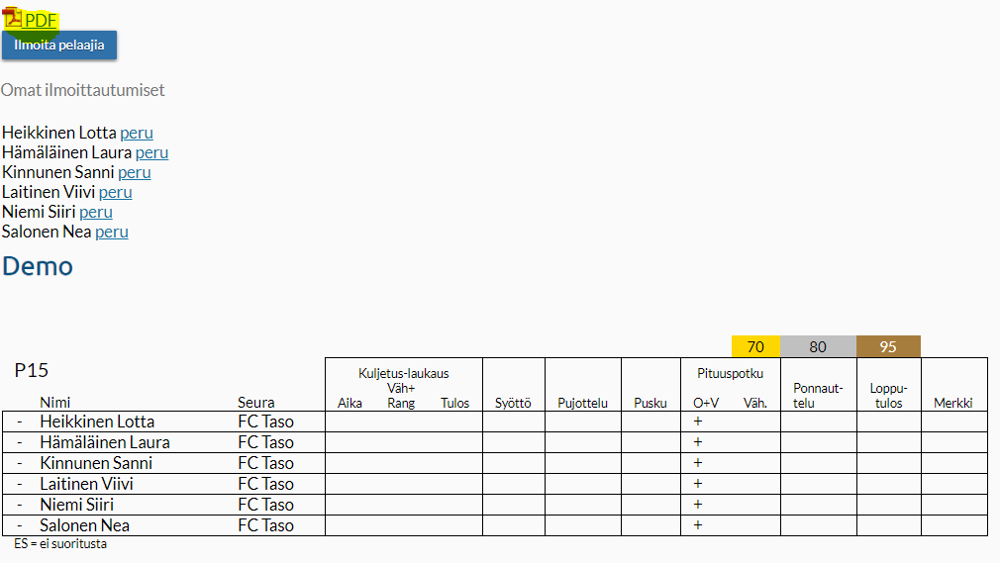 PDF
Ilmoita pelaajia
Omat ilmoittautumiset
Heikkinen Lotta peru
Hämäläinen Laura peru
Kinnunen Sanni peru
Laitinen Viivi peru
Niemi Siiri peru
Salonen Nea peru
Demo
70 80 95
P15 Kuljetus-laukaus Pituuspotku
Väh+ Ponnaut- Loppu-
Nimi Seura Aika Rang Tulos Syöttö Pujottelu Pusku O+V Väh. telu tulos Merkki
- Heikkinen Lotta FC Taso +
- Hämäläinen Laura FC Taso +
- Kinnunen Sanni FC Taso +
- Laitinen Viivi FC Taso +
- Niemi Siiri FC Taso +
- Salonen Nea FC Taso +
ES = ei suoritusta